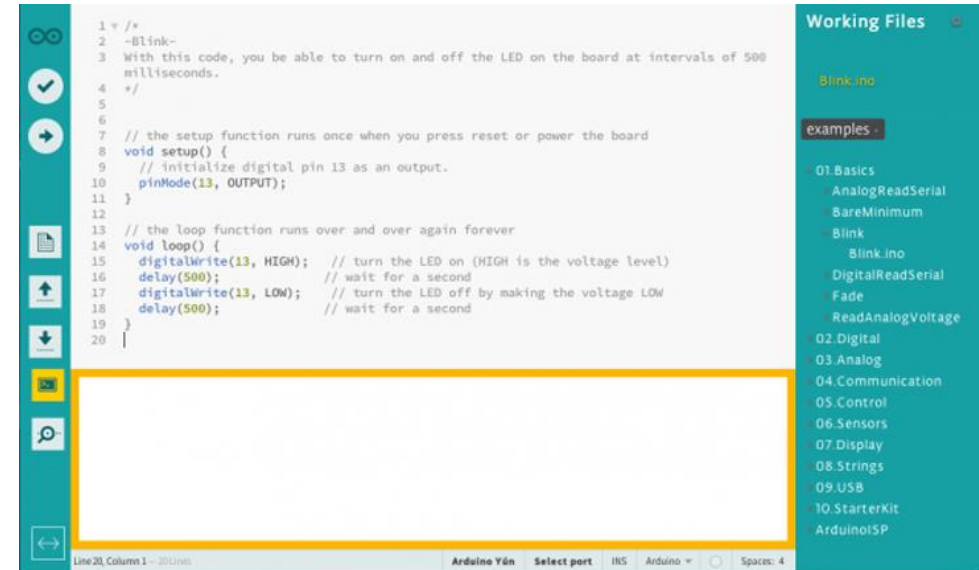 1 /*
2 -Blink-
3 With this code, you be able to turn on and off the LED on the board at intervals of 500
milliseconds.
4 */
5
6
7 // the setup function runs once when you press reset or power the board
8 void setup() {
9 // initialize digital pin 13 as an output.
10 pinMode(13, OUTPUT);
11 }
12
13 // the loop function runs over and over again forever
14 void loop() {
15 digitalWrite(13, HIGH); // turn the LED on (HIGH is the voltage level)
16 delay(500); // wait for a second
17 digitalWrite(13, LOW); // turn the LED off by making the voltage LOW
18 delay(500); // wait for a second
19 }
20
Line 20, Column 1 — 20 Lines
Arduino Yún Select port INS Arduino Spaces: 4
Working Files
Blink.ino
examples
01.Basics
AnalogReadSerial
BareMinimum
Blink
Blink.ino
DigitalReadSerial
Fade
ReadAnalogVoltage
02.Digital
03.Analog
04.Communication
05.Control
06.Sensors
07.Display
08.Strings
09.USB
10.StarterKit
ArduinoISP